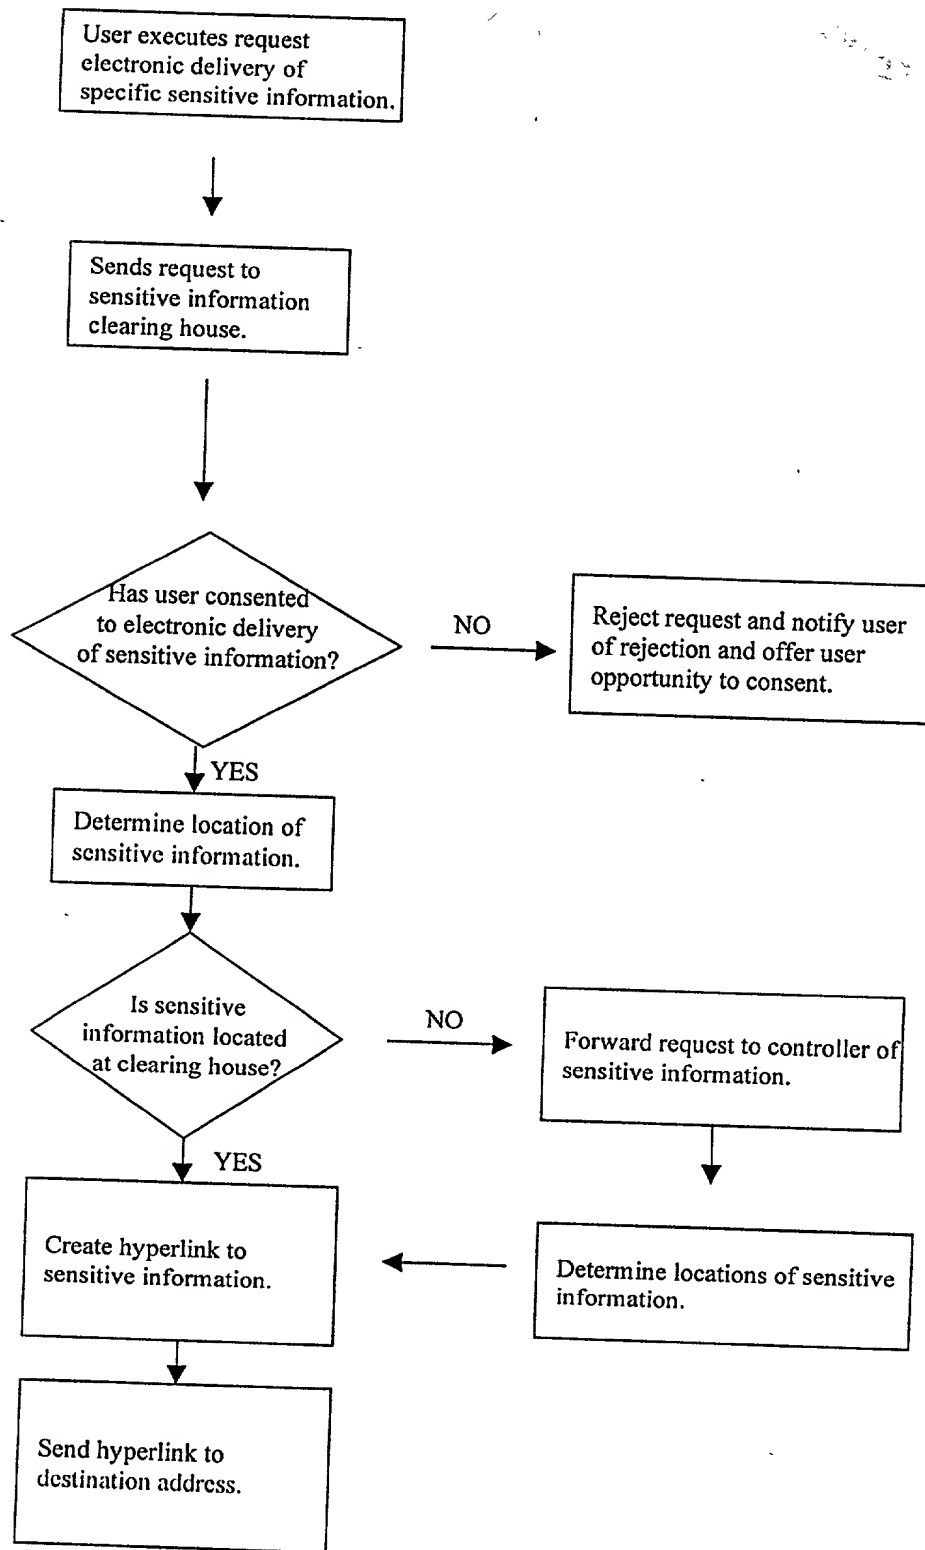 User executes request
electronic delivery of
specific sensitive information.
Sends request to
sensitive information
clearing house.
Has user consented
to electronic delivery
of sensitive information?
NO
Reject request and notify user
of rejection and offer user
opportunity to consent.
YES
Determine location of
sensitive information.
Is sensitive
information located
at clearing house?
NO
Forward request to controller of
sensitive information.
YES
Create hyperlink to
sensitive information.
Determine locations of sensitive
information.
Send hyperlink to
destination address.